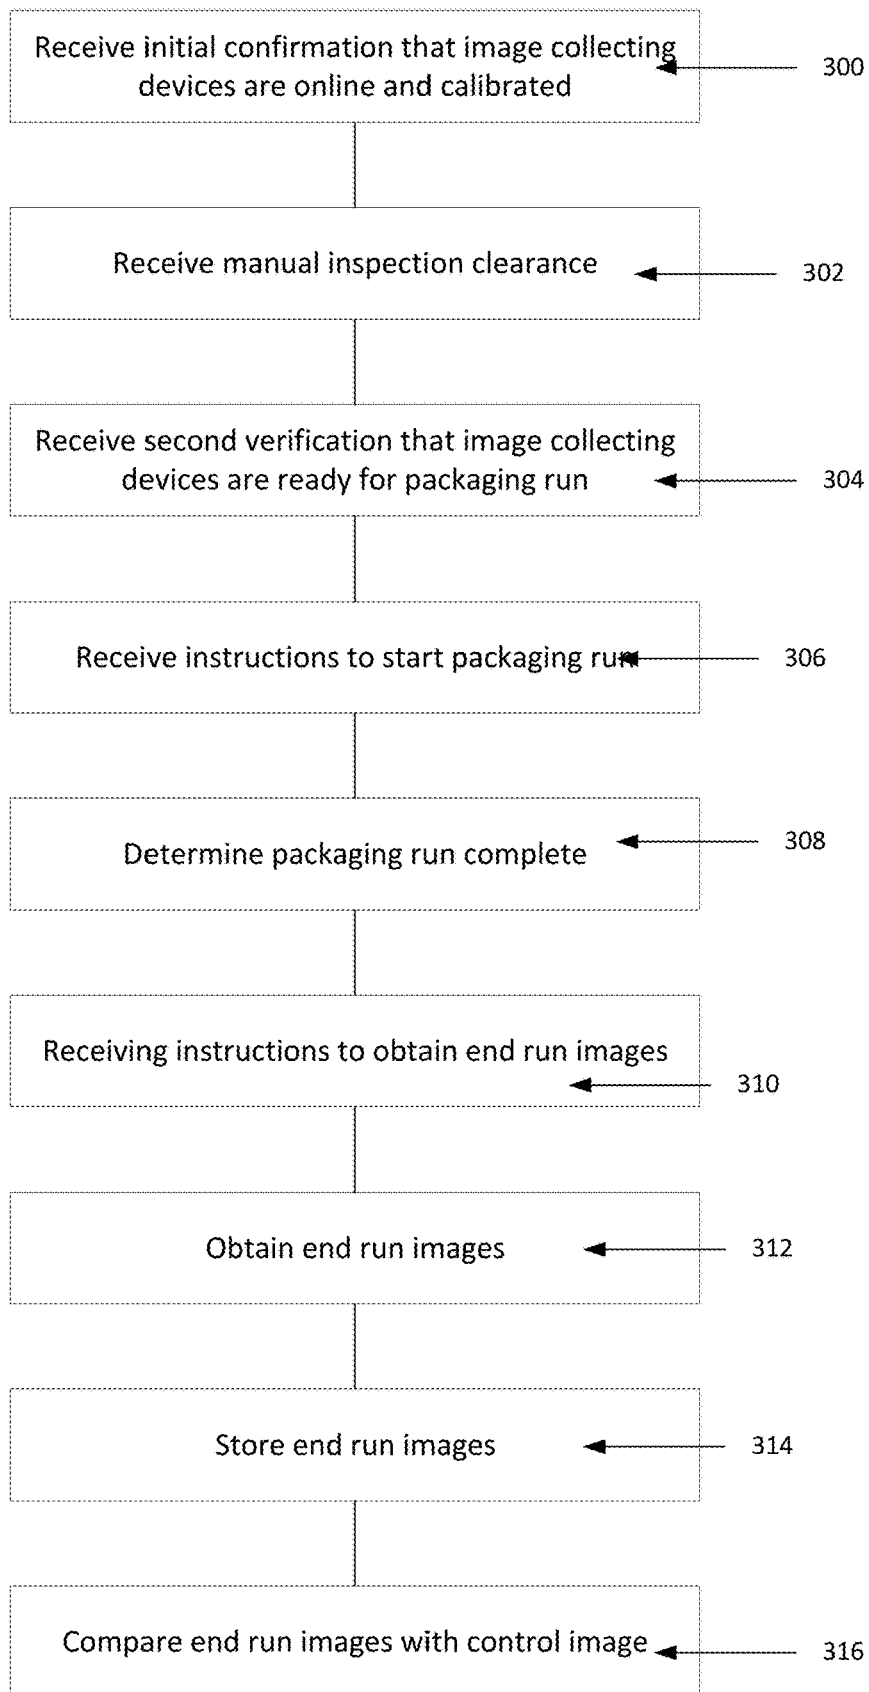 Receive initial confirmation that image collecting
devices are online and calibrated
300
Receive manual inspection clearance
302
Receive second verification that image collecting
devices are ready for packaging run
304
Receive instructions to start packaging run
306
Determine packaging run complete
308
Receiving instructions to obtain end run images
310
Obtain end run images
312
Store end run images
314
Compare end run images with control image
316